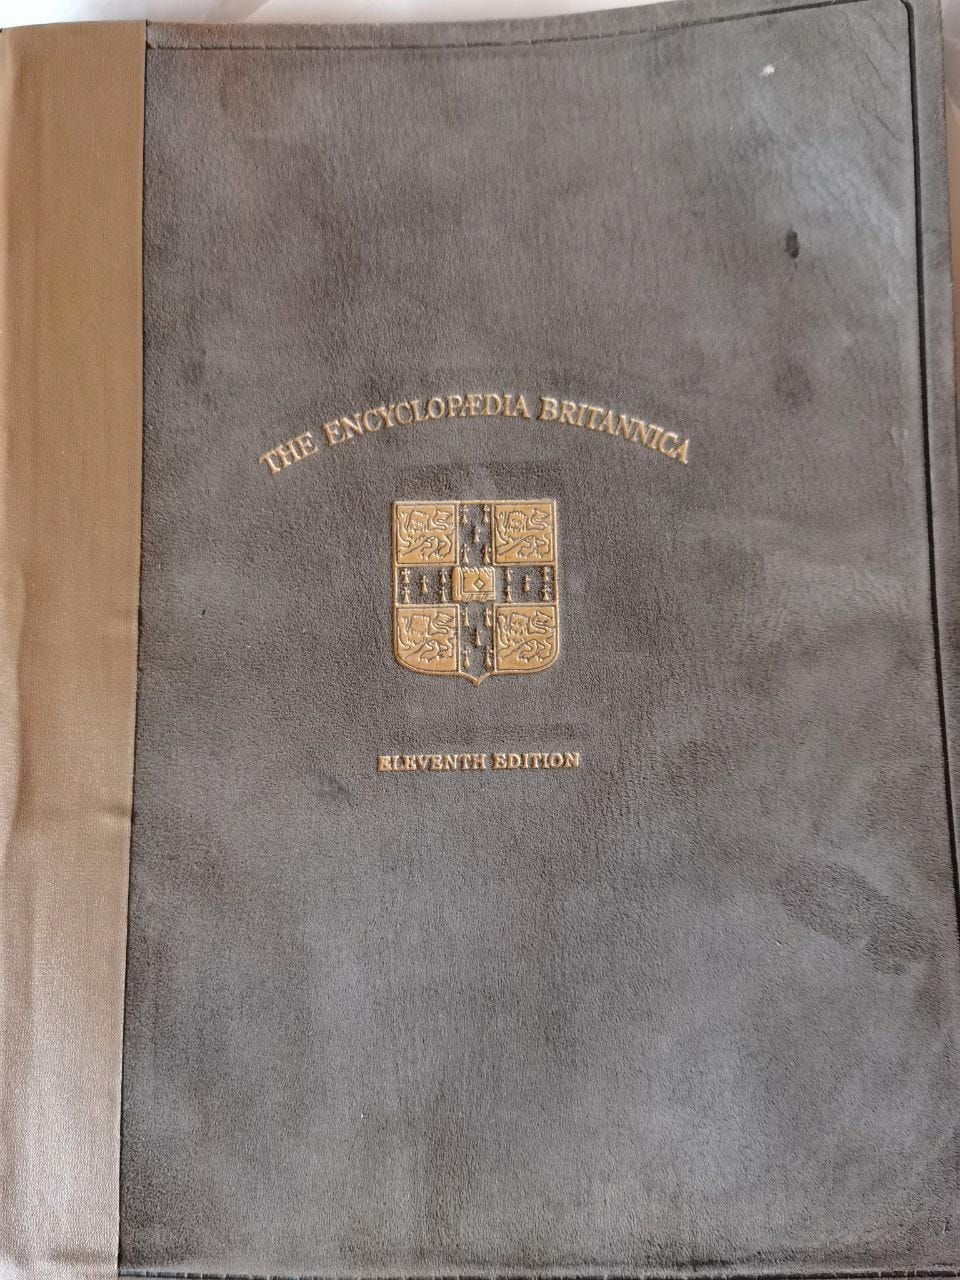 THE ENCYCLOPÆDIA BRITANNICA
ELEVENTH EDITION